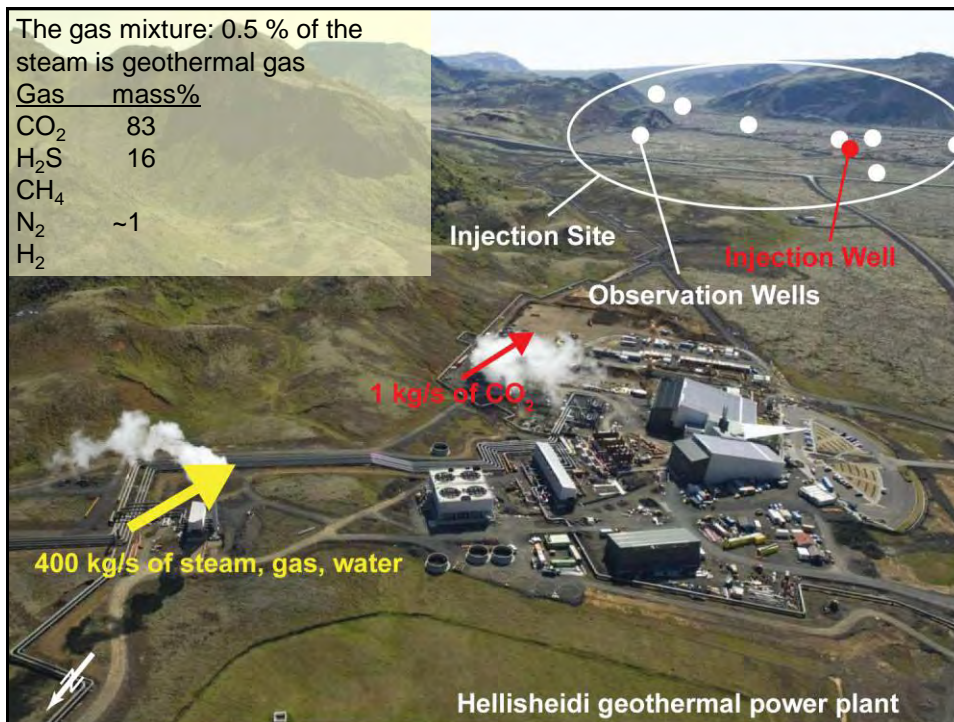 The gas mixture: 0.5 % of the
steam is geothermal gas
Gas mass%
CO₂ 83
H₂S 16
CH₄
N₂ ~1
H₂
Injection Site
Injection Well
Observation Wells
1 kg/s of CO₂
400 kg/s of steam, gas, water
N
Hellisheidi geothermal power plant